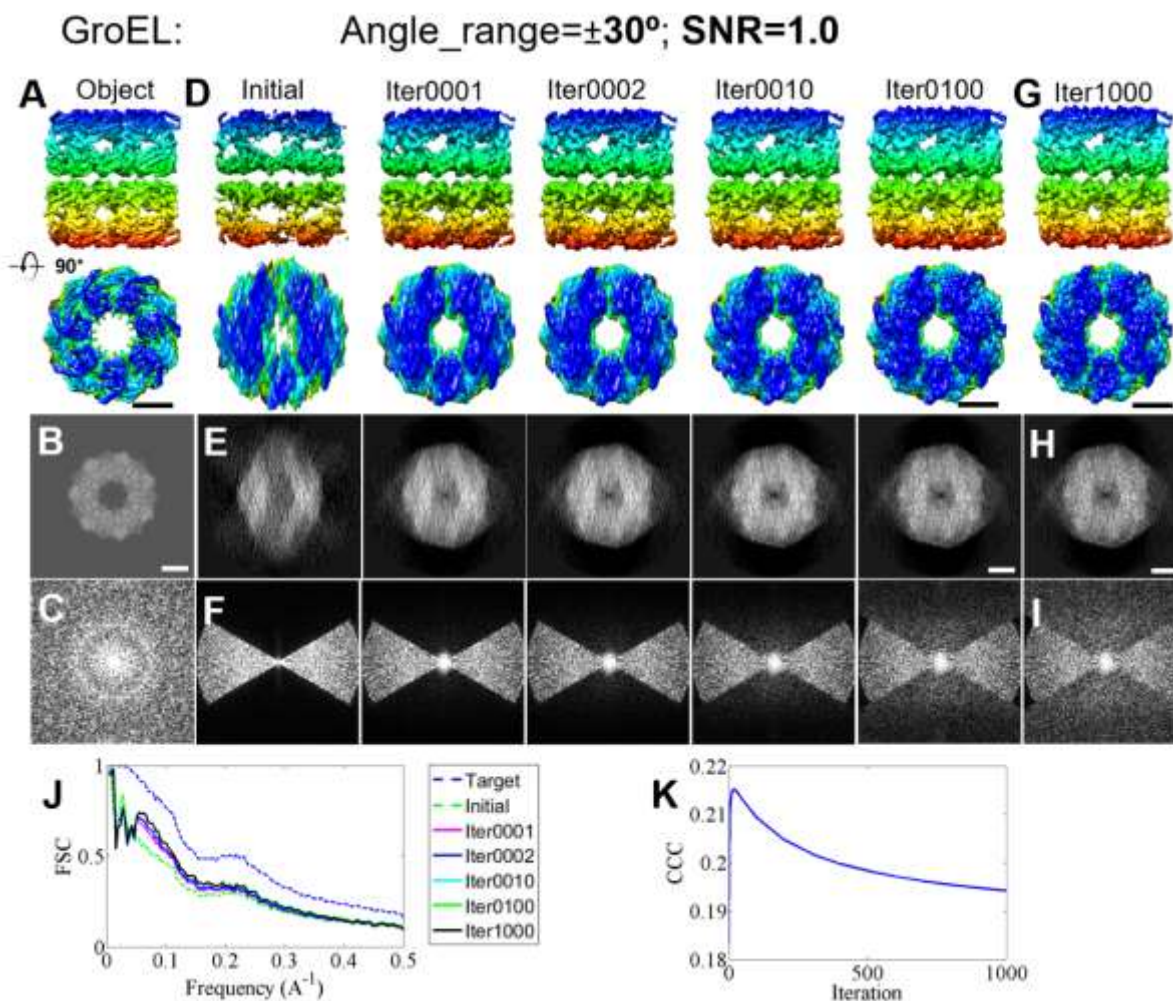 GroEL: Angle_range=±30º; SNR=1.0
A Object D Initial Iter0001 Iter0002 Iter0010 Iter0100 G Iter1000
90°
B E H
C F I
J
FSC
1
0.5
0
0 0.1 0.2 0.3 0.4 0.5
Frequency (A⁻¹)
Target
Initial
Iter0001
Iter0002
Iter0010
Iter0100
Iter1000
K
CCC
0.22
0.21
0.2
0.19
0.18
0 500 1000
Iteration